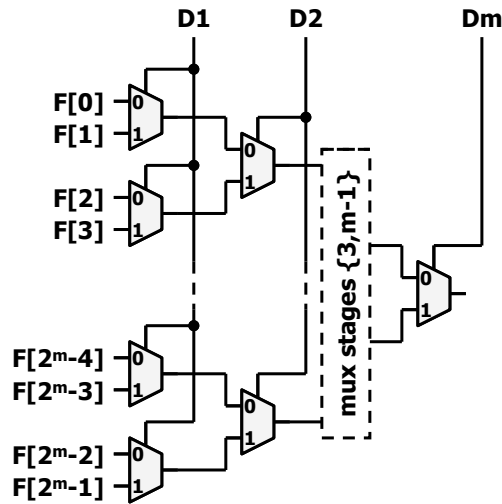 D1 D2 Dm
F[0] 0
F[1] 1
0
1
F[2] 0
F[3] 1
mux stages {3,m-1}
0
1
F[2ᵐ-4] 0
F[2ᵐ-3] 1
0
1
F[2ᵐ-2] 0
F[2ᵐ-1] 1